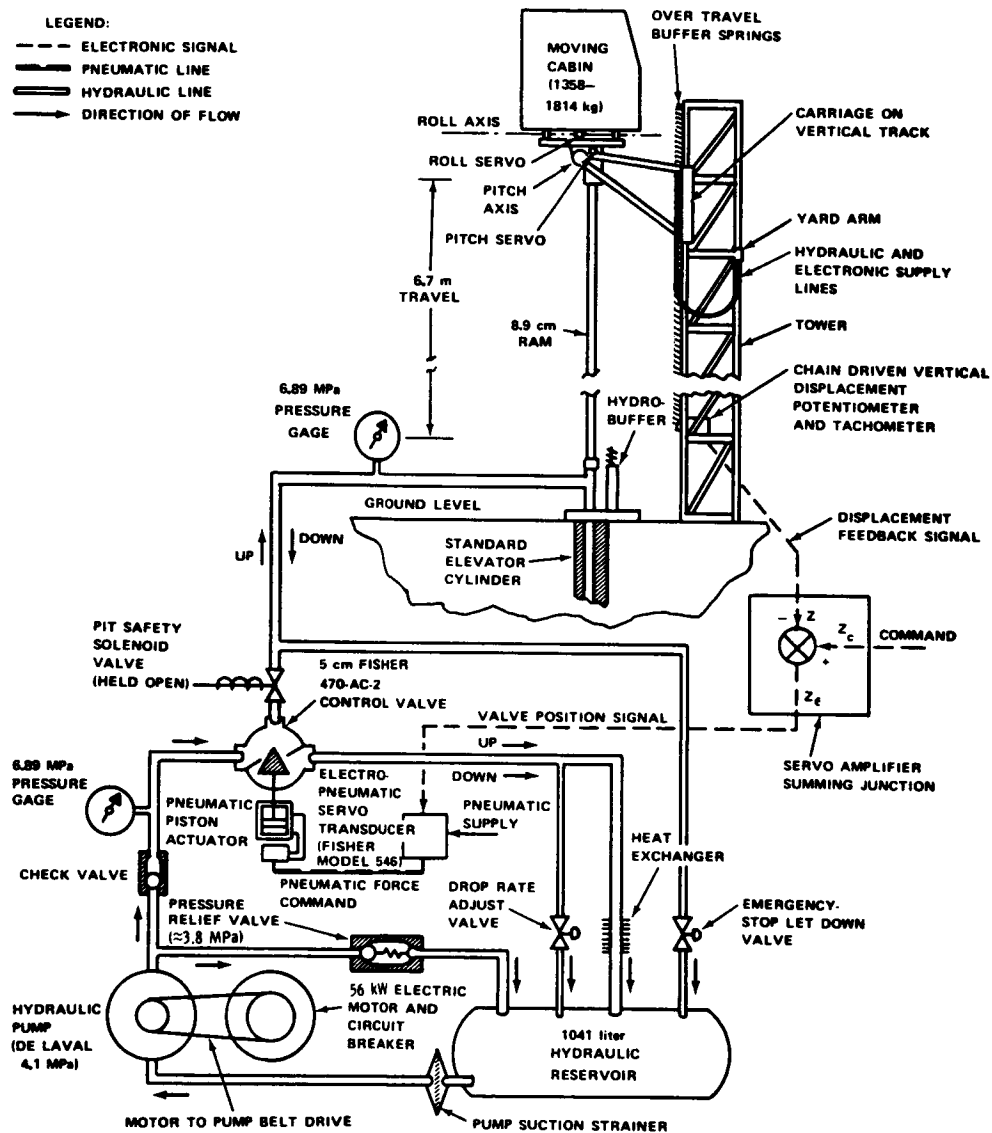 LEGEND:
ELECTRONIC SIGNAL
PNEUMATIC LINE
HYDRAULIC LINE
DIRECTION OF FLOW
MOVING
CABIN
(1358–
1814 kg)
OVER TRAVEL
BUFFER SPRINGS
CARRIAGE ON
VERTICAL TRACK
ROLL AXIS
ROLL SERVO
PITCH
AXIS
PITCH SERVO
YARD ARM
HYDRAULIC AND
ELECTRONIC SUPPLY
LINES
6.7 m
TRAVEL
8.9 cm
RAM
TOWER
CHAIN DRIVEN VERTICAL
DISPLACEMENT
POTENTIOMETER
AND TACHOMETER
6.89 MPa
PRESSURE
GAGE
HYDRO-
BUFFER
GROUND LEVEL
UP
DOWN
STANDARD
ELEVATOR
CYLINDER
DISPLACEMENT
FEEDBACK SIGNAL
PIT SAFETY
SOLENOID
VALVE
(HELD OPEN)
5 cm FISHER
470-AC-2
CONTROL VALVE
− Z
Zc
COMMAND
+
Ze
VALVE POSITION SIGNAL
UP
DOWN
SERVO AMPLIFIER
SUMMING JUNCTION
6.89 MPa
PRESSURE
GAGE
PNEUMATIC
PISTON
ACTUATOR
ELECTRO-
PNEUMATIC
SERVO
TRANSDUCER
(FISHER
MODEL 546)
PNEUMATIC
SUPPLY
HEAT
EXCHANGER
CHECK VALVE
PNEUMATIC FORCE
COMMAND
DROP RATE
ADJUST
VALVE
EMERGENCY-
STOP LET DOWN
VALVE
PRESSURE
RELIEF VALVE
(≈3.8 MPa)
HYDRAULIC
PUMP
(DE LAVAL
4.1 MPa)
56 kW ELECTRIC
MOTOR AND
CIRCUIT
BREAKER
1041 liter
HYDRAULIC
RESERVOIR
MOTOR TO PUMP BELT DRIVE
PUMP SUCTION STRAINER